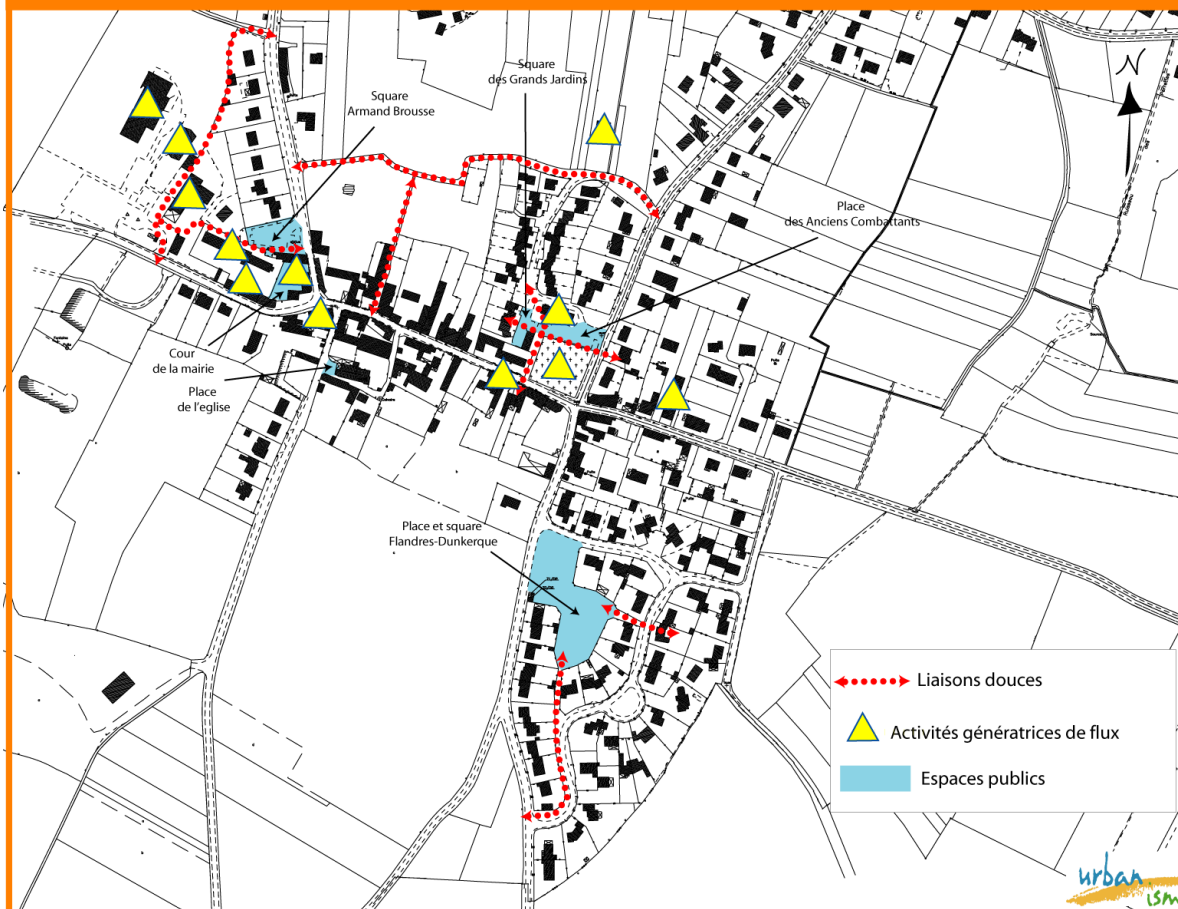 N
Square
des Grands Jardins
Square
Armand Brousse
Place
des Anciens Combattants
Cour
de la mairie
Place
de l'eglise
Place et square
Flandres-Dunkerque
Liaisons douces
Activités génératrices de flux
Espaces publics
urban
ism